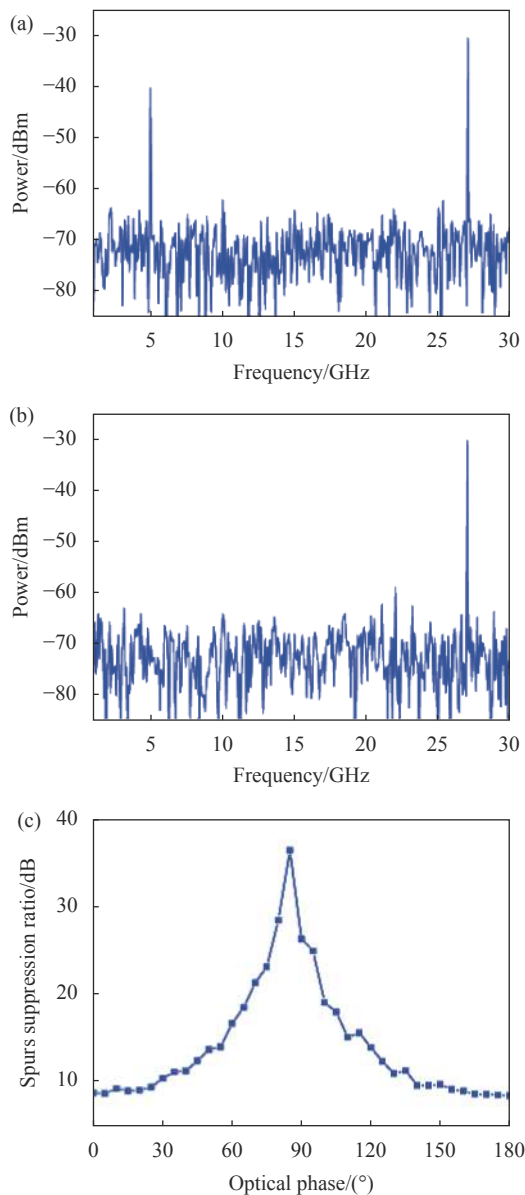 (a)
−30
−40
−50
−60
−70
−80
Power/dBm
5 10 15 20 25 30
Frequency/GHz
(b)
−30
−40
−50
−60
−70
−80
Power/dBm
5 10 15 20 25 30
Frequency/GHz
(c)
40
30
20
10
Spurs suppression ratio/dB
0 30 60 90 120 150 180
Optical phase/(°)